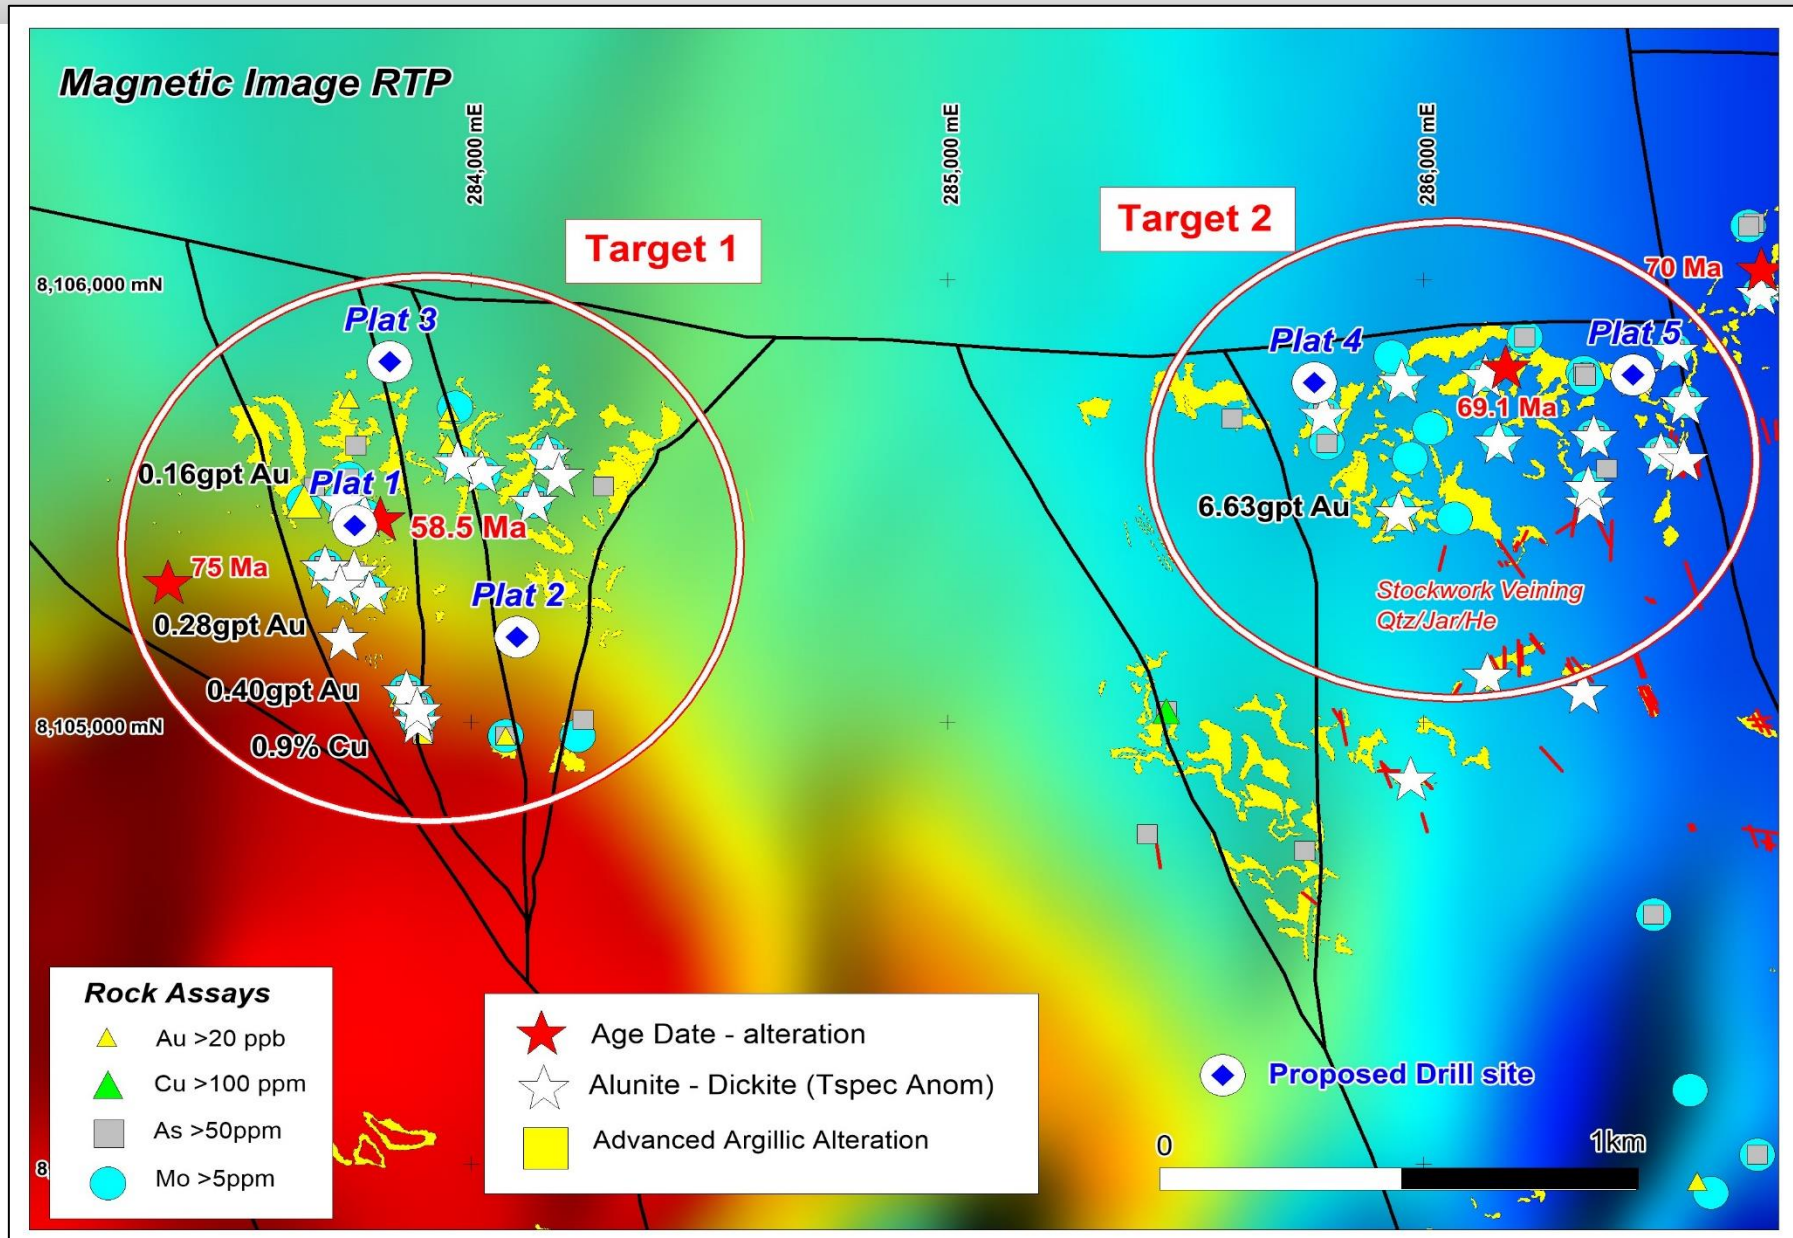 Magnetic Image RTP
284,000 mE
285,000 mE
286,000 mE
Target 1
Target 2
8,106,000 mN
70 Ma
Plat 3
Plat 4
Plat 5
69.1 Ma
0.16gpt Au
Plat 1
58.5 Ma
6.63gpt Au
75 Ma
Plat 2
Stockwork Veining
Qtz/Jar/He
0.28gpt Au
0.40gpt Au
8,105,000 mN
0.9% Cu
Rock Assays
Au >20 ppb
Cu >100 ppm
As >50ppm
Mo >5ppm
Age Date - alteration
Alunite - Dickite (Tspec Anom)
Advanced Argillic Alteration
Proposed Drill site
0
1km